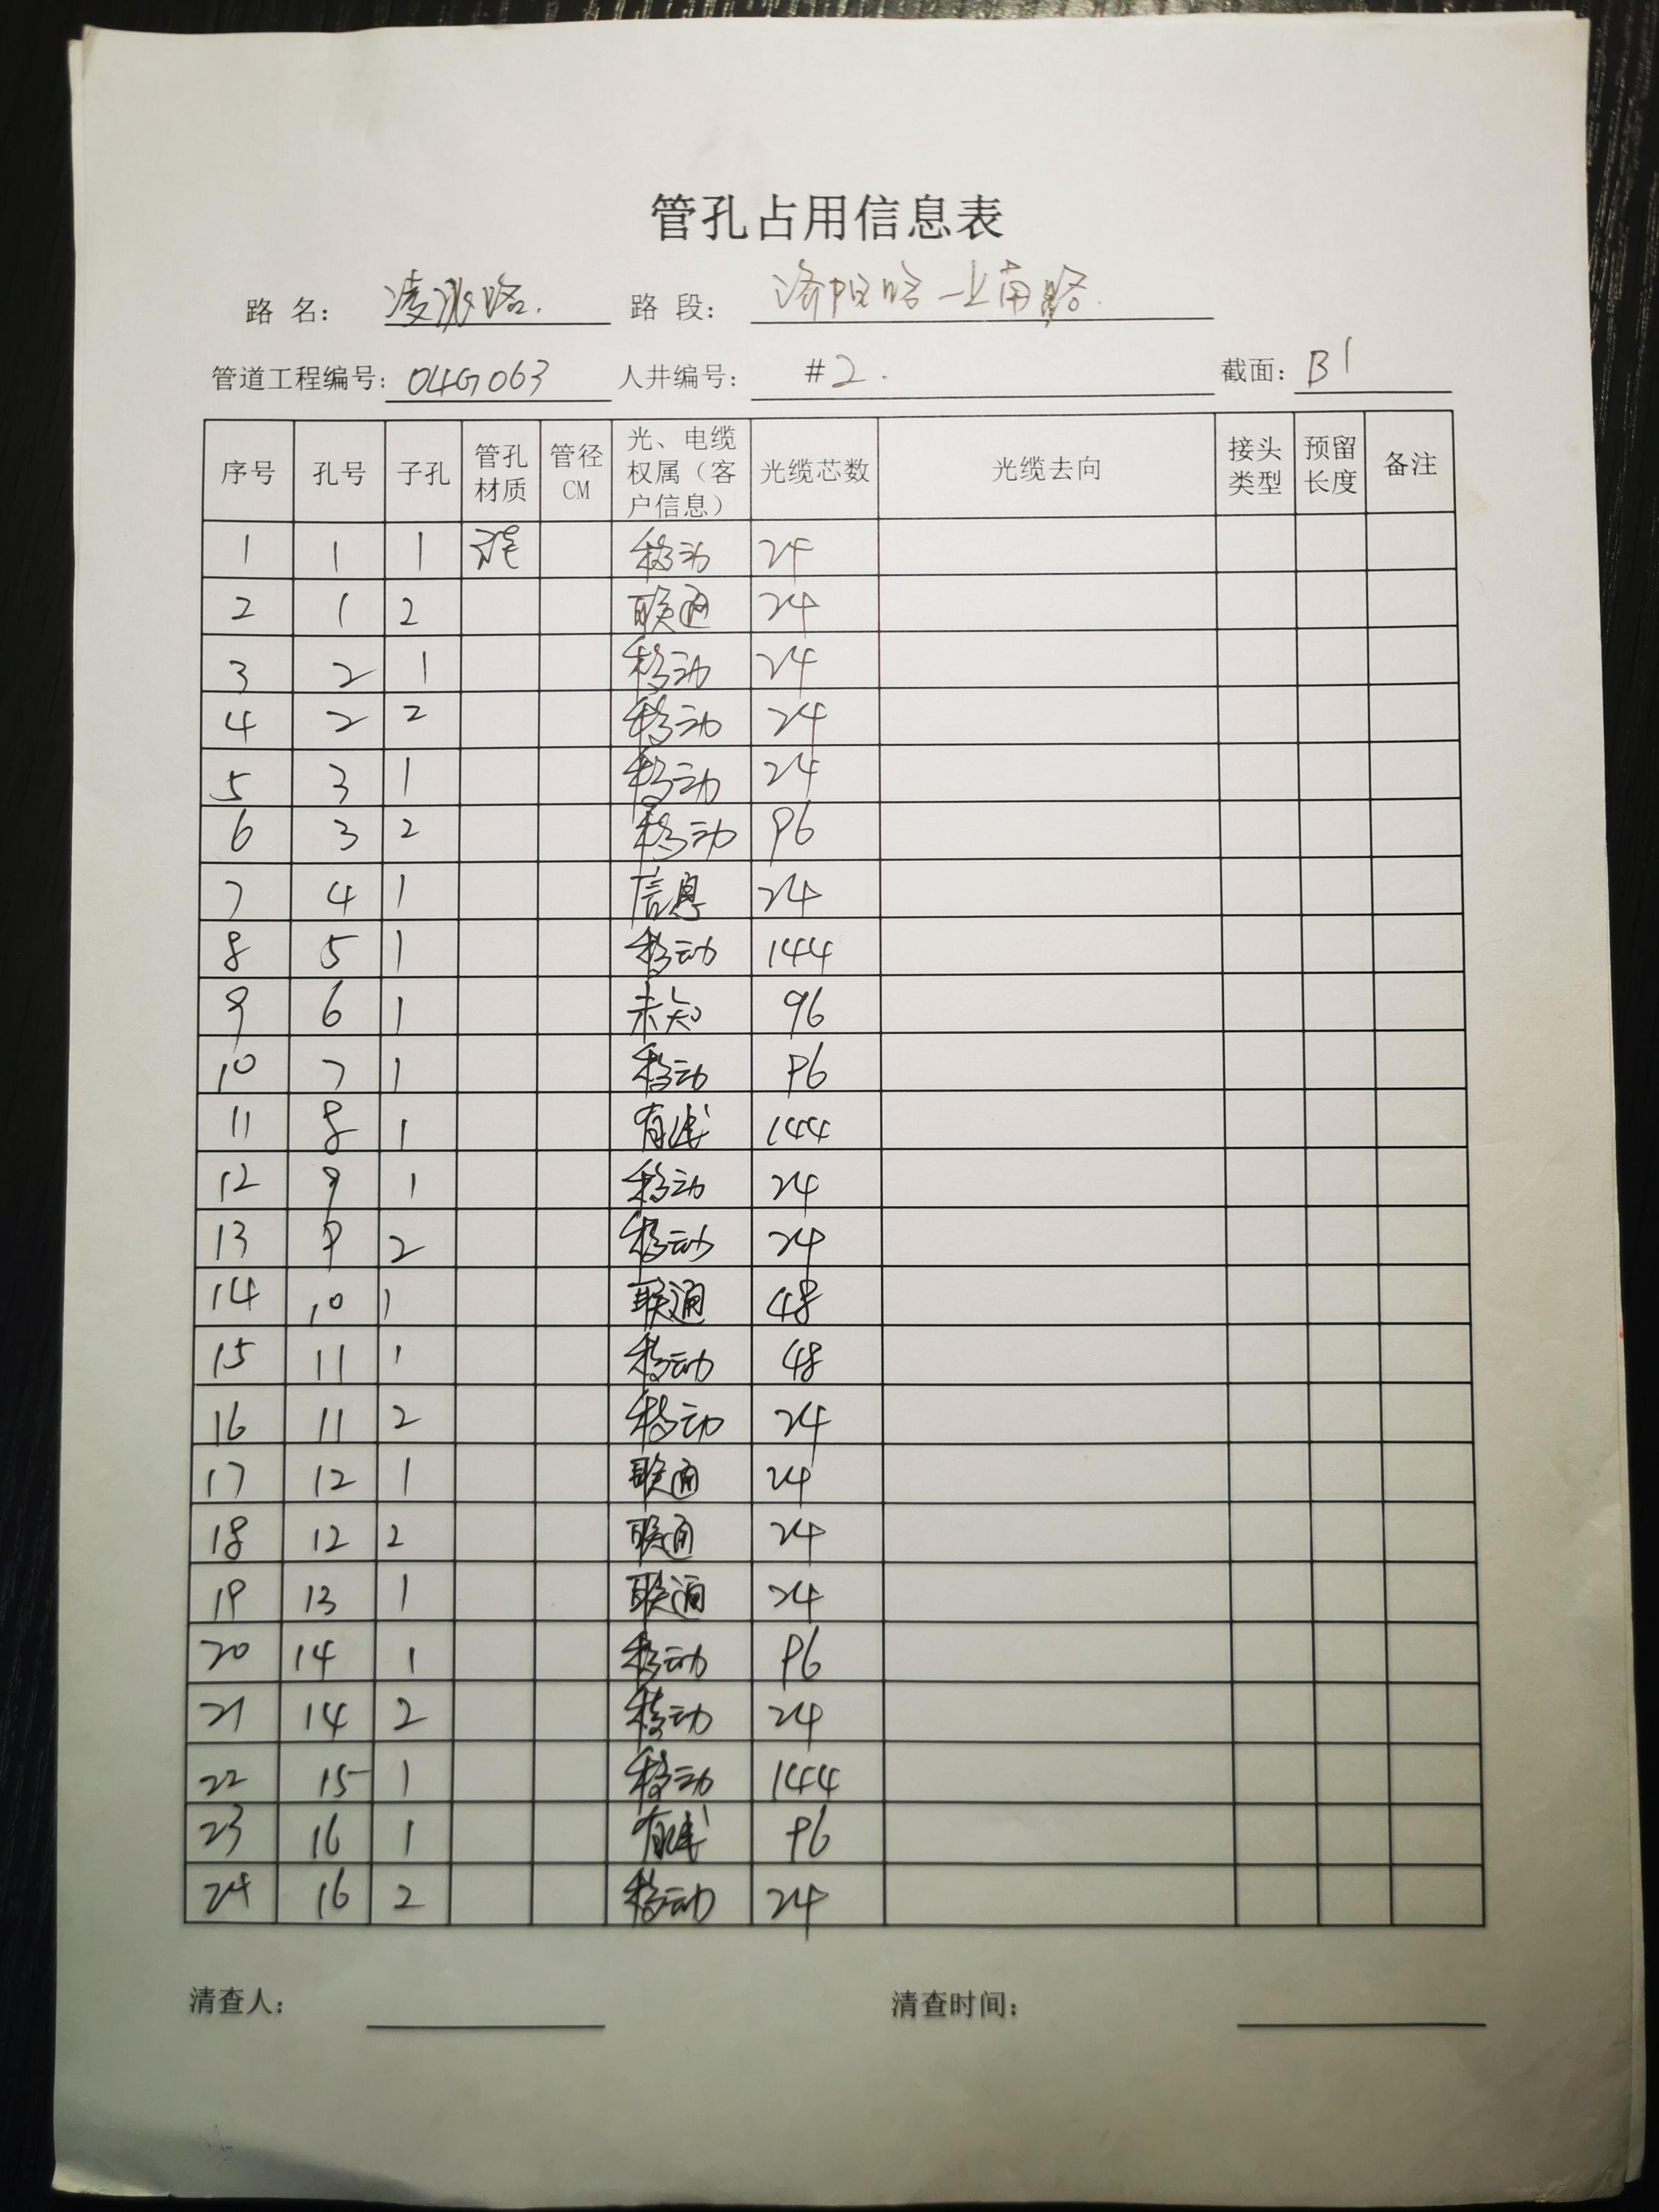 管孔占用信息表
路名： 凌兆路. 路段： 洛阳路—上南路.
管道工程编号： 04G063 人井编号： #2. 截面： B1
序号 孔号 子孔 管孔材质 管径CM 光、电缆权属（客户信息） 光缆芯数 光缆去向 接头类型 预留长度 备注
1 1 1 移动 24
2 1 2 联通 24
3 2 1 移动 24
4 2 2 移动 24
5 3 1 移动 24
6 3 2 移动 96
7 4 1 信息 24
8 5 1 移动 144
9 6 1 未知 96
10 7 1 移动 96
11 8 1 有线 144
12 9 1 移动 24
13 9 2 移动 24
14 10 1 联通 48
15 11 1 移动 48
16 11 2 移动 24
17 12 1 联通 24
18 12 2 联通 24
19 13 1 联通 24
20 14 1 移动 96
21 14 2 移动 24
22 15 1 移动 144
23 16 1 有线 96
24 16 2 移动 24
清查人： 清查时间：